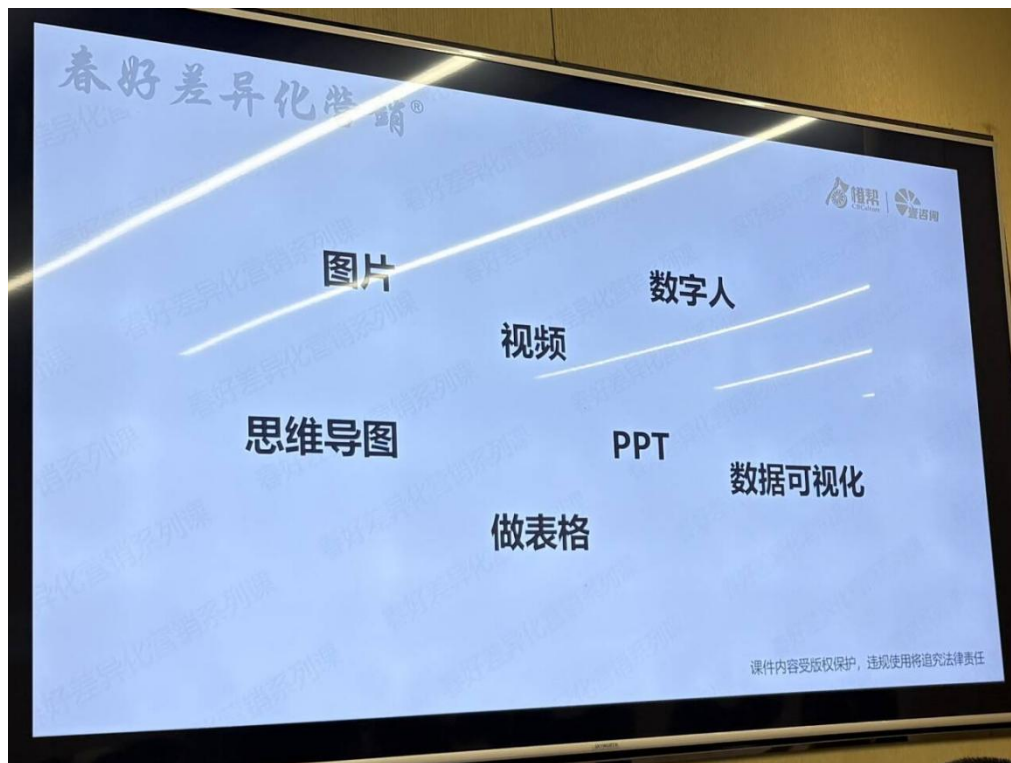 春好差异化营销®
橙帮
图片
数字人
视频
思维导图
PPT
数据可视化
做表格
课件内容受版权保护，违规使用将追究法律责任